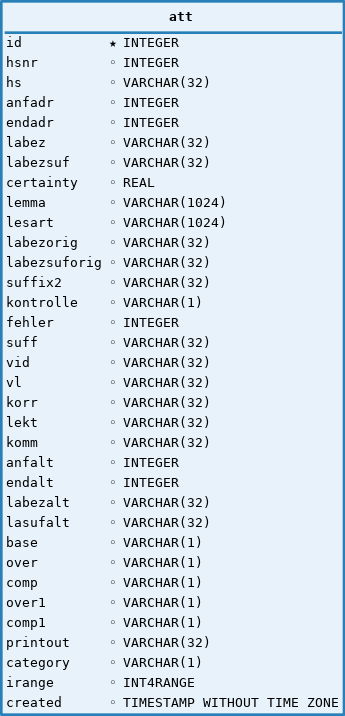 att
id ★ INTEGER
hsnr ◦ INTEGER
hs ◦ VARCHAR(32)
anfadr ◦ INTEGER
endadr ◦ INTEGER
labez ◦ VARCHAR(32)
labezsuf ◦ VARCHAR(32)
certainty ◦ REAL
lemma ◦ VARCHAR(1024)
lesart ◦ VARCHAR(1024)
labezorig ◦ VARCHAR(32)
labezsuforig ◦ VARCHAR(32)
suffix2 ◦ VARCHAR(32)
kontrolle ◦ VARCHAR(1)
fehler ◦ INTEGER
suff ◦ VARCHAR(32)
vid ◦ VARCHAR(32)
vl ◦ VARCHAR(32)
korr ◦ VARCHAR(32)
lekt ◦ VARCHAR(32)
komm ◦ VARCHAR(32)
anfalt ◦ INTEGER
endalt ◦ INTEGER
labezalt ◦ VARCHAR(32)
lasufalt ◦ VARCHAR(32)
base ◦ VARCHAR(1)
over ◦ VARCHAR(1)
comp ◦ VARCHAR(1)
over1 ◦ VARCHAR(1)
comp1 ◦ VARCHAR(1)
printout ◦ VARCHAR(32)
category ◦ VARCHAR(1)
irange ◦ INT4RANGE
created ◦ TIMESTAMP WITHOUT TIME ZONE